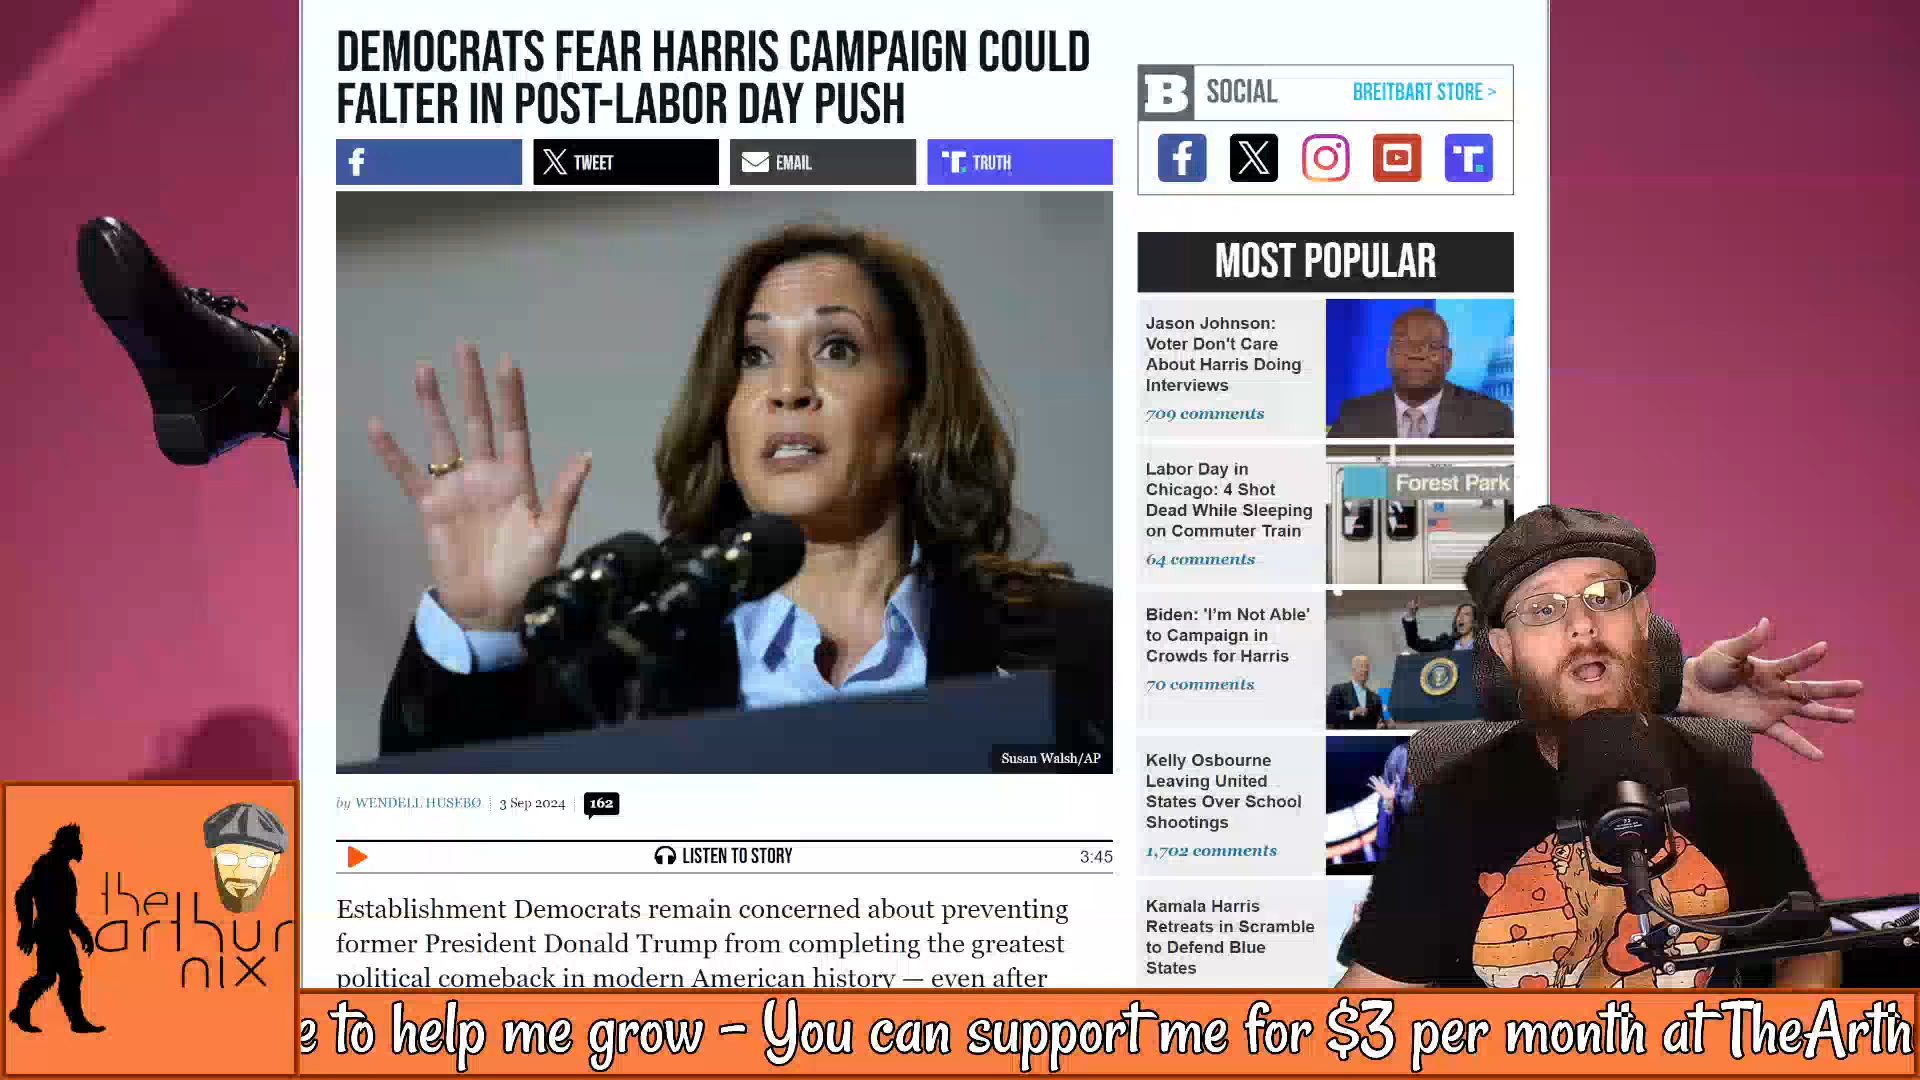 DEMOCRATS FEAR HARRIS CAMPAIGN COULD
FALTER IN POST-LABOR DAY PUSH
TWEET
EMAIL
TRUTH
Susan Walsh/AP
by WENDELL HUSEBØ
3 Sep 2024
162
LISTEN TO STORY
3:45
Establishment Democrats remain concerned about preventing
former President Donald Trump from completing the greatest
political comeback in modern American history — even after
B SOCIAL
BREITBART STORE >
MOST POPULAR
Jason Johnson:
Voter Don't Care
About Harris Doing
Interviews
709 comments
Labor Day in
Chicago: 4 Shot
Dead While Sleeping
on Commuter Train
64 comments
Forest Park
Biden: 'I'm Not Able'
to Campaign in
Crowds for Harris
70 comments
Kelly Osbourne
Leaving United
States Over School
Shootings
1,702 comments
Kamala Harris
Retreats in Scramble
to Defend Blue
States
the
arthur
nix
e to help me grow - You can support me for $3 per month at TheArth